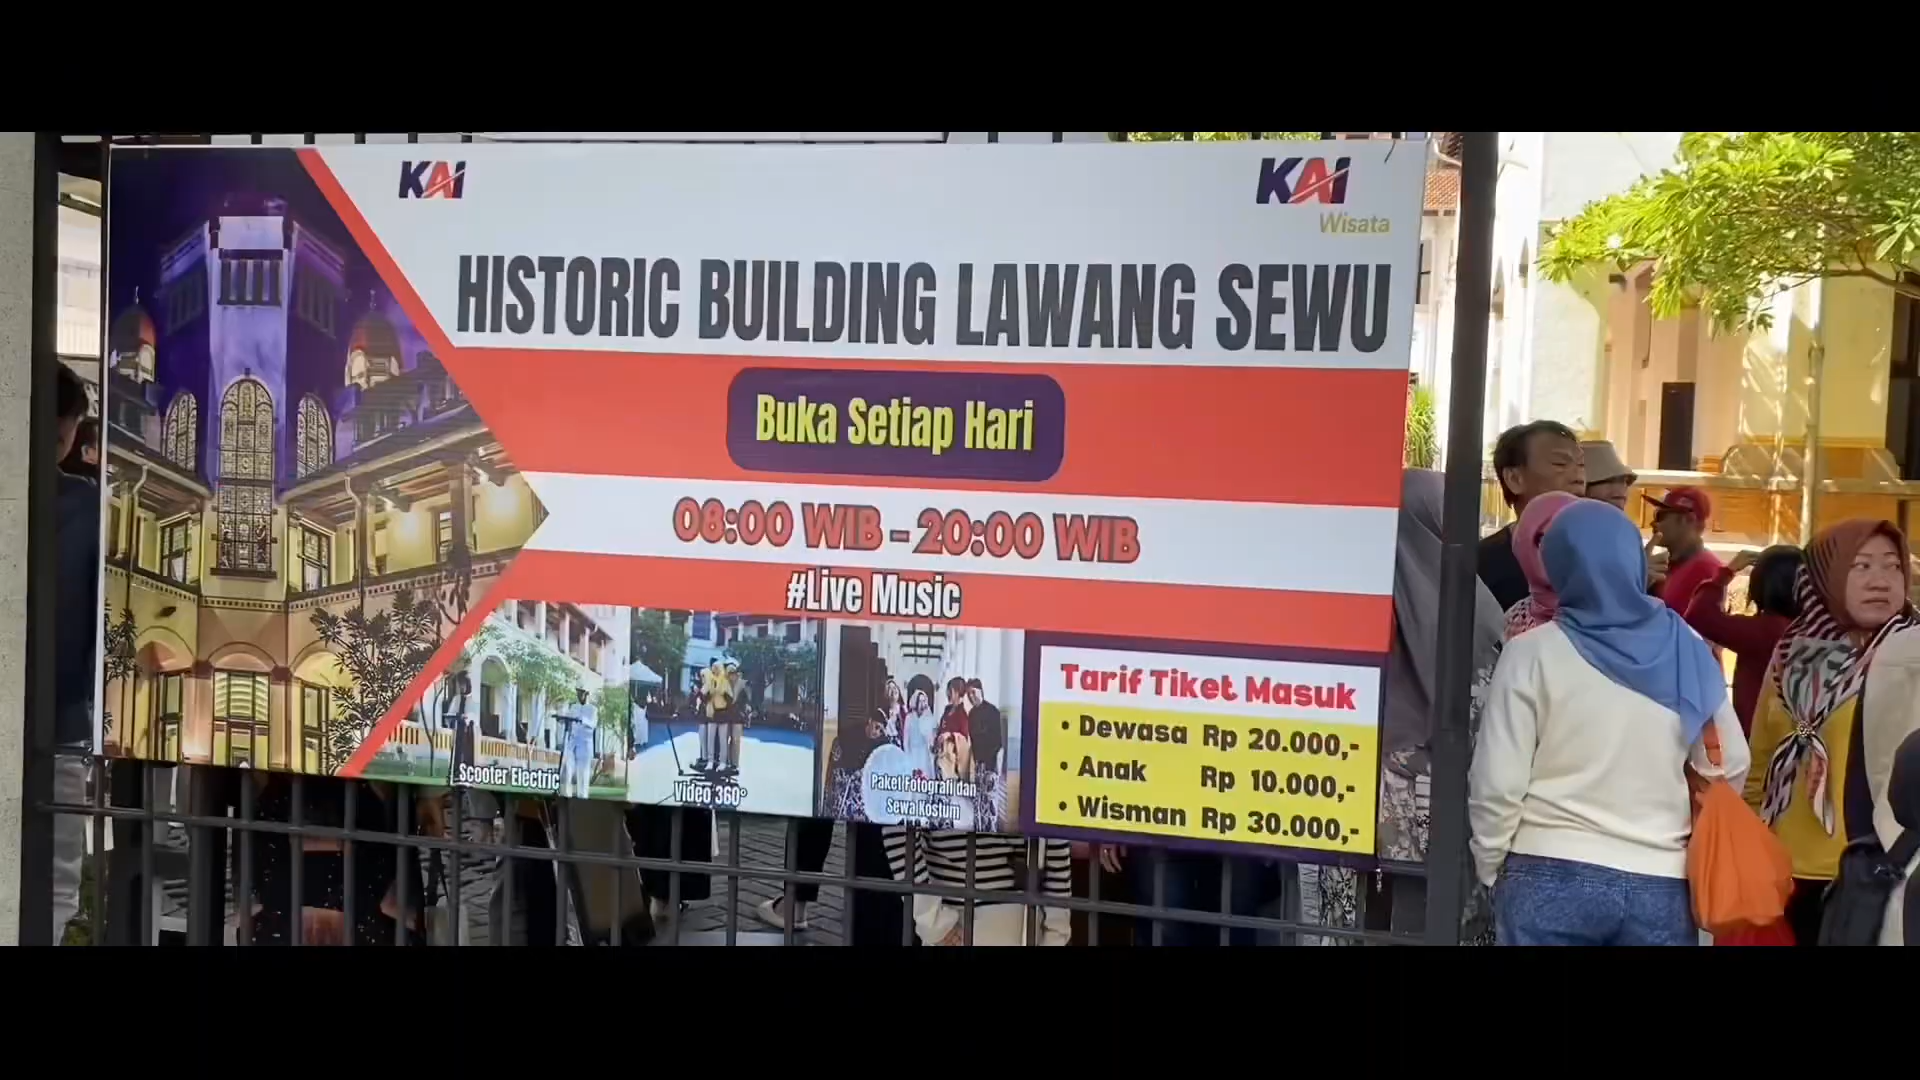 KAI
KAI
Wisata
HISTORIC BUILDING LAWANG SEWU
Buka Setiap Hari
08:00 WIB - 20:00 WIB
#Live Music
Scooter Electric
Video 360°
Paket Fotografi dan
Sewa Kostum
Tarif Tiket Masuk
• Dewasa Rp 20.000,-
• Anak Rp 10.000,-
• Wisman Rp 30.000,-